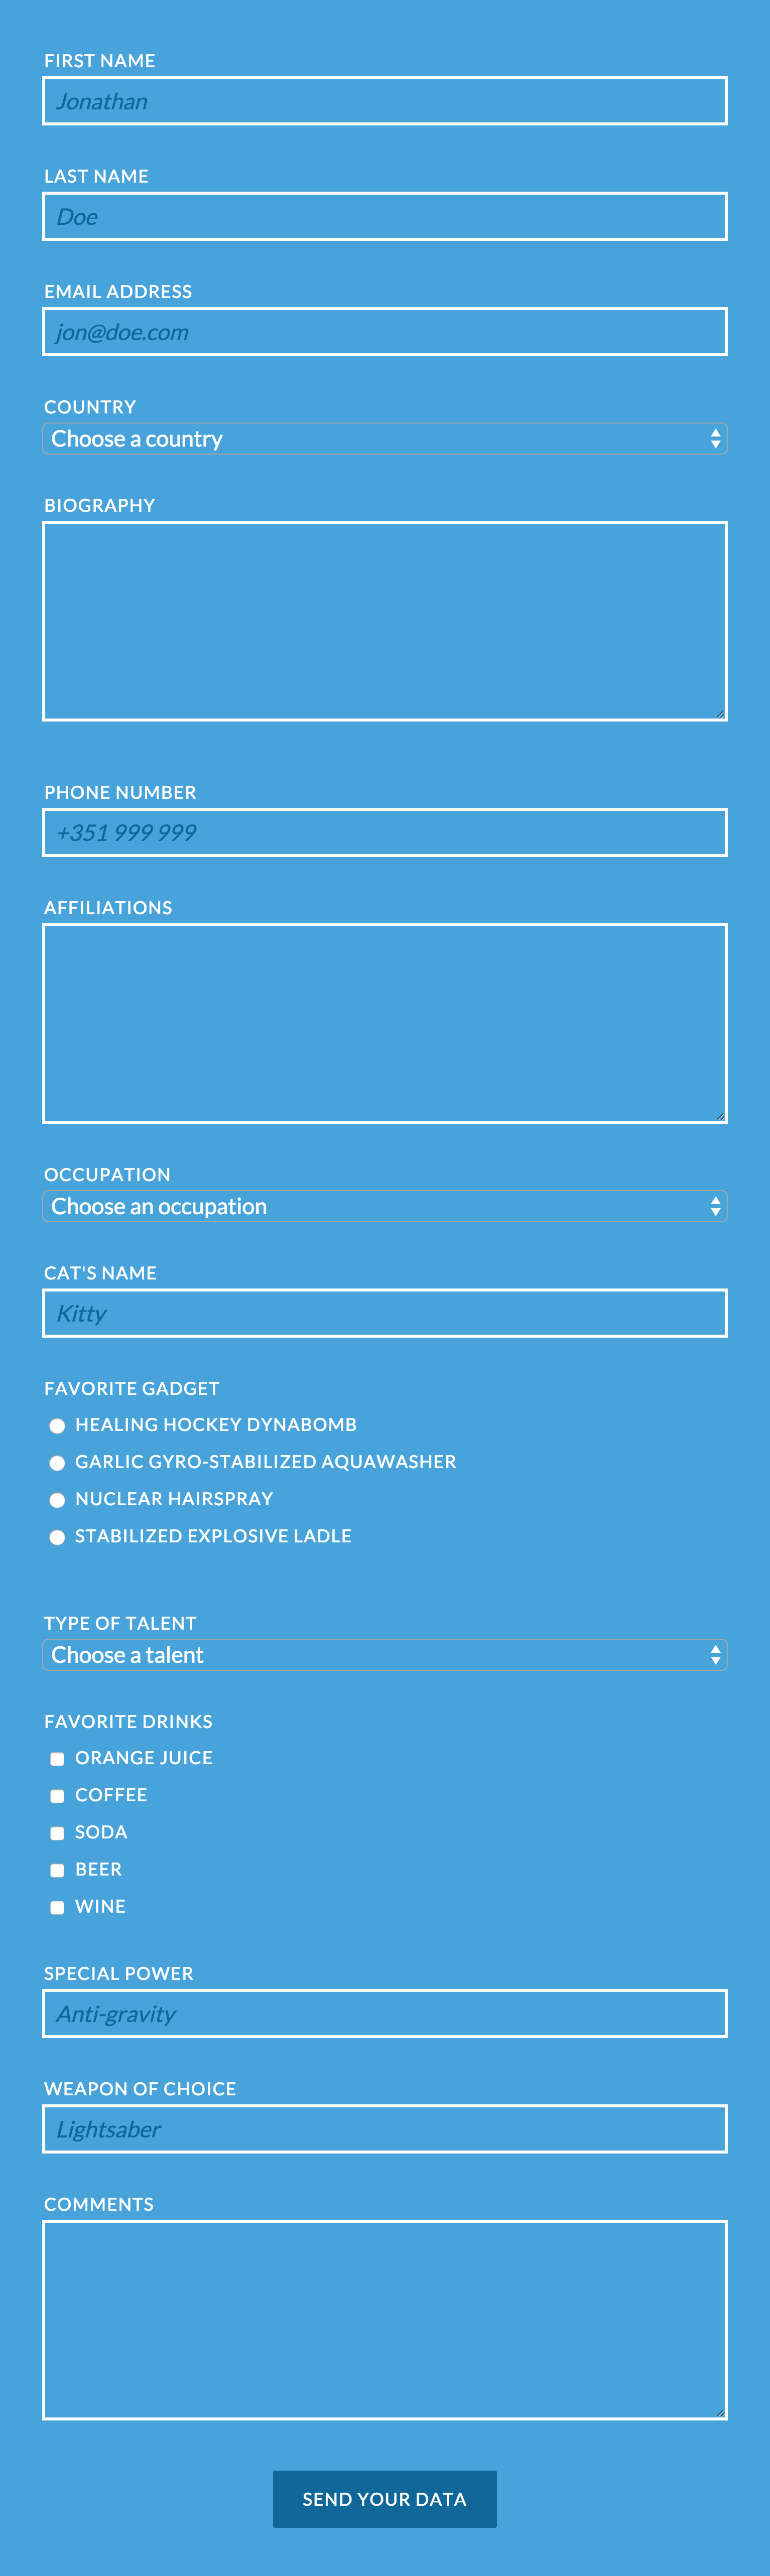 FIRST NAME
Jonathan
LAST NAME
Doe
EMAIL ADDRESS
jon@doe.com
COUNTRY
Choose a country
BIOGRAPHY
PHONE NUMBER
+351 999 999
AFFILIATIONS
OCCUPATION
Choose an occupation
CAT'S NAME
Kitty
FAVORITE GADGET
HEALING HOCKEY DYNABOMB
GARLIC GYRO-STABILIZED AQUAWASHER
NUCLEAR HAIRSPRAY
STABILIZED EXPLOSIVE LADLE
TYPE OF TALENT
Choose a talent
FAVORITE DRINKS
ORANGE JUICE
COFFEE
SODA
BEER
WINE
SPECIAL POWER
Anti-gravity
WEAPON OF CHOICE
Lightsaber
COMMENTS
SEND YOUR DATA